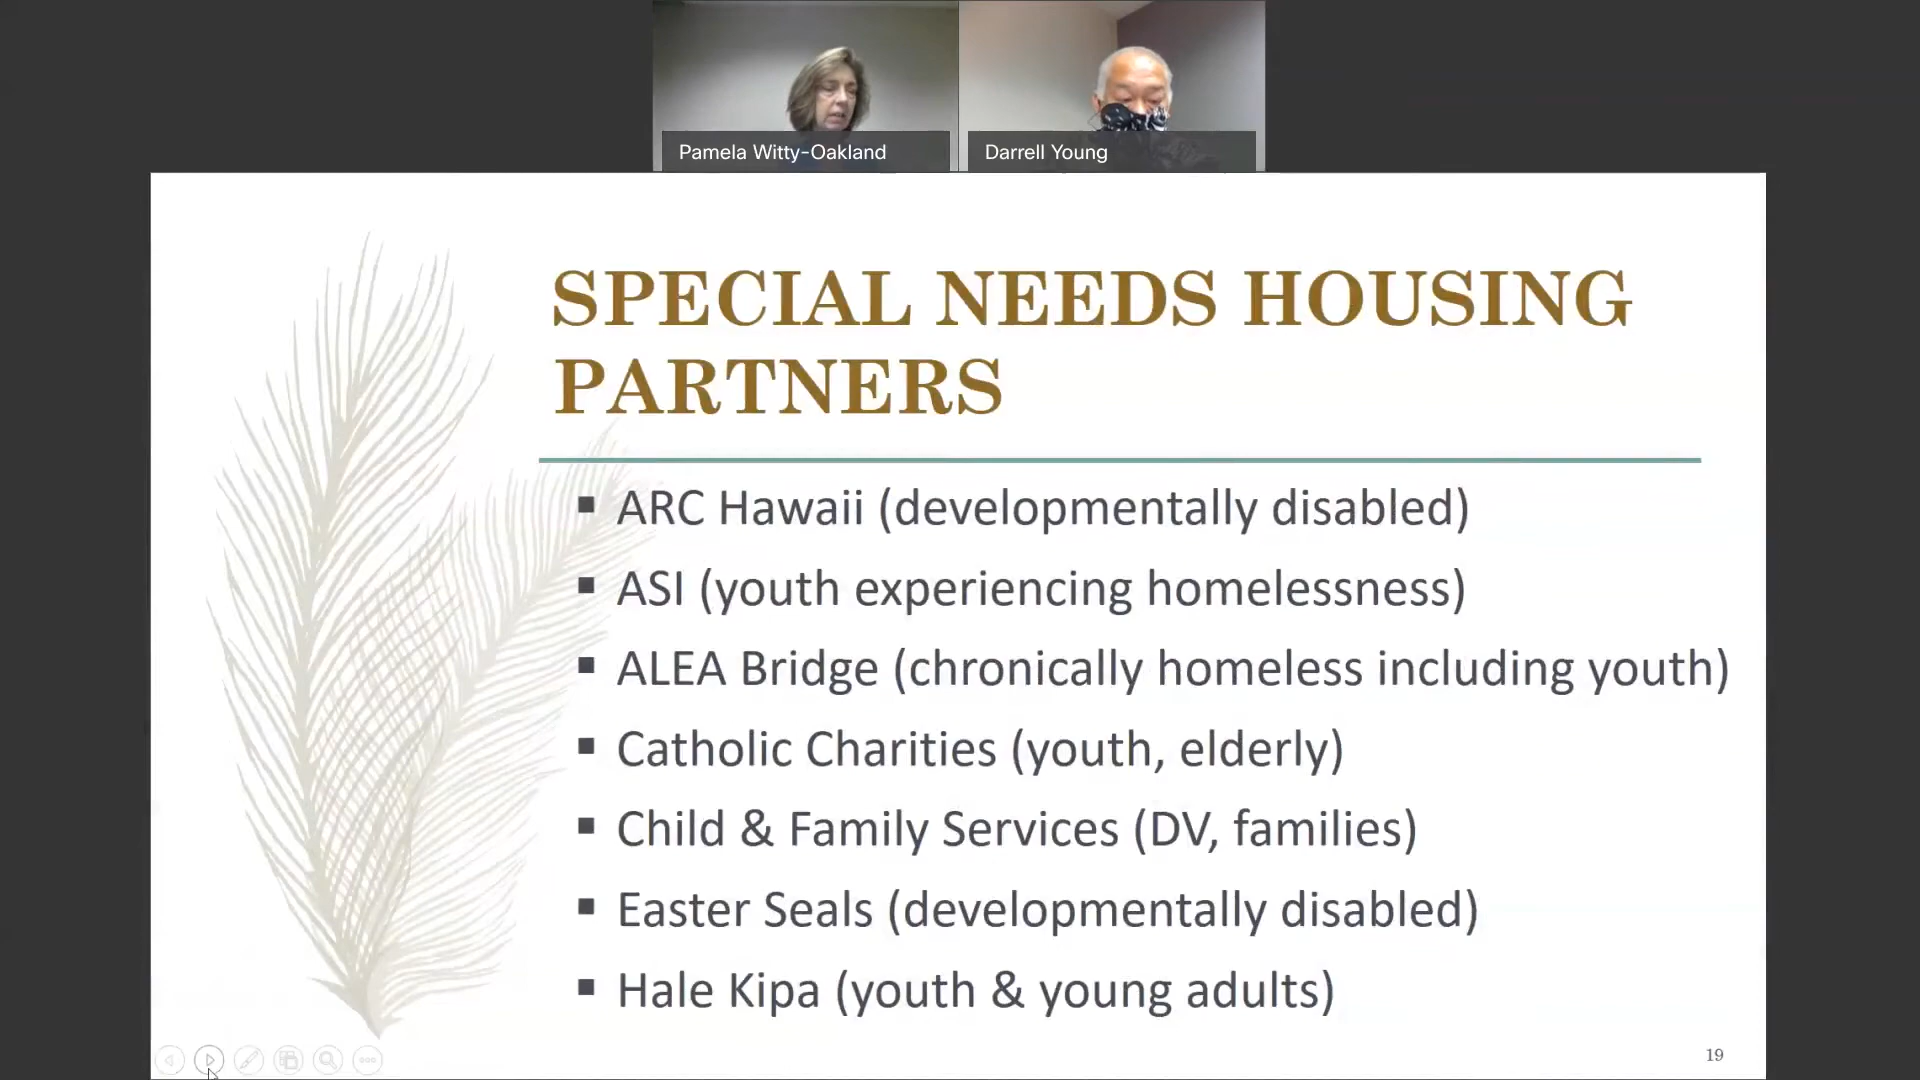 Pamela Witty-Oakland
Darrell Young
SPECIAL NEEDS HOUSING
PARTNERS
▪ ARC Hawaii (developmentally disabled)
▪ ASI (youth experiencing homelessness)
▪ ALEA Bridge (chronically homeless including youth)
▪ Catholic Charities (youth, elderly)
▪ Child & Family Services (DV, families)
▪ Easter Seals (developmentally disabled)
▪ Hale Kipa (youth & young adults)
19